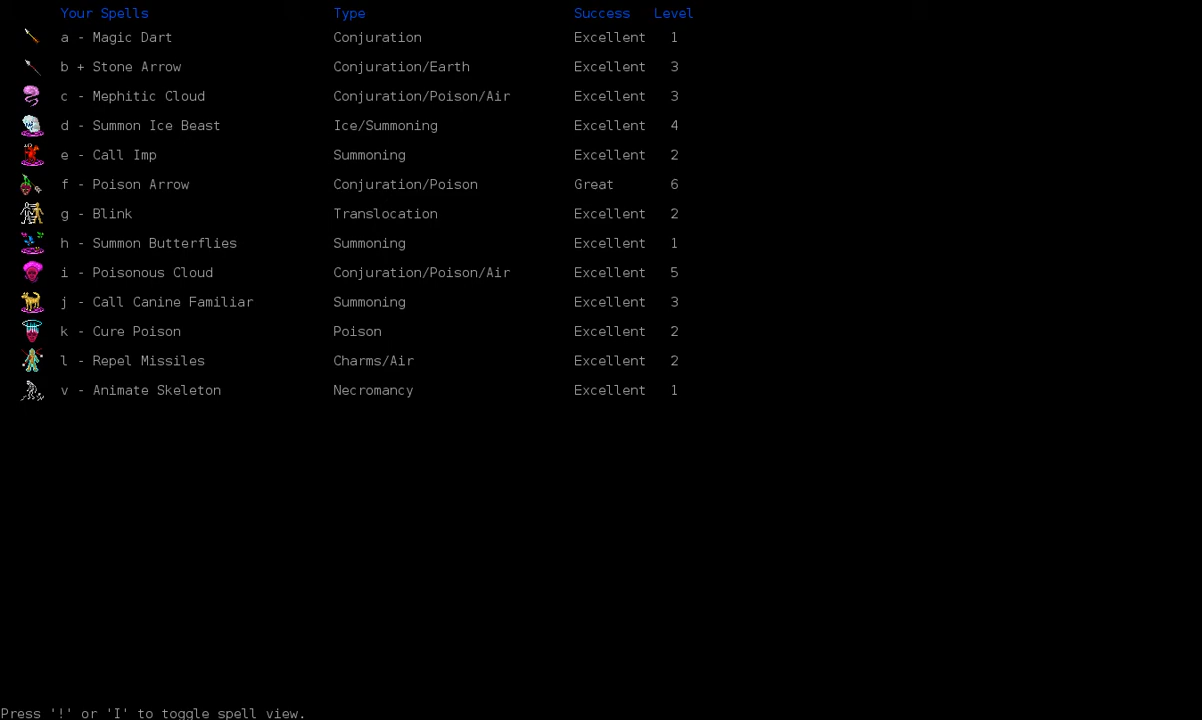 Your Spells Type Success Level
a - Magic Dart Conjuration Excellent 1
b + Stone Arrow Conjuration/Earth Excellent 3
c - Mephitic Cloud Conjuration/Poison/Air Excellent 3
d - Summon Ice Beast Ice/Summoning Excellent 4
e - Call Imp Summoning Excellent 2
f - Poison Arrow Conjuration/Poison Great 6
g - Blink Translocation Excellent 2
h - Summon Butterflies Summoning Excellent 1
i - Poisonous Cloud Conjuration/Poison/Air Excellent 5
j - Call Canine Familiar Summoning Excellent 3
k - Cure Poison Poison Excellent 2
l - Repel Missiles Charms/Air Excellent 2
v - Animate Skeleton Necromancy Excellent 1
Press '!' or 'I' to toggle spell view.